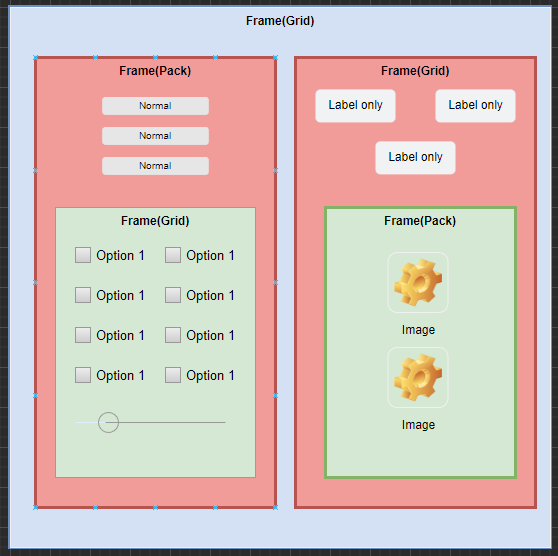 Frame(Grid)
Frame(Pack)
Normal
Normal
Normal
Frame(Grid)
Option 1 Option 1
Option 1 Option 1
Option 1 Option 1
Option 1 Option 1
Frame(Grid)
Label only Label only
Label only
Frame(Pack)
Image
Image